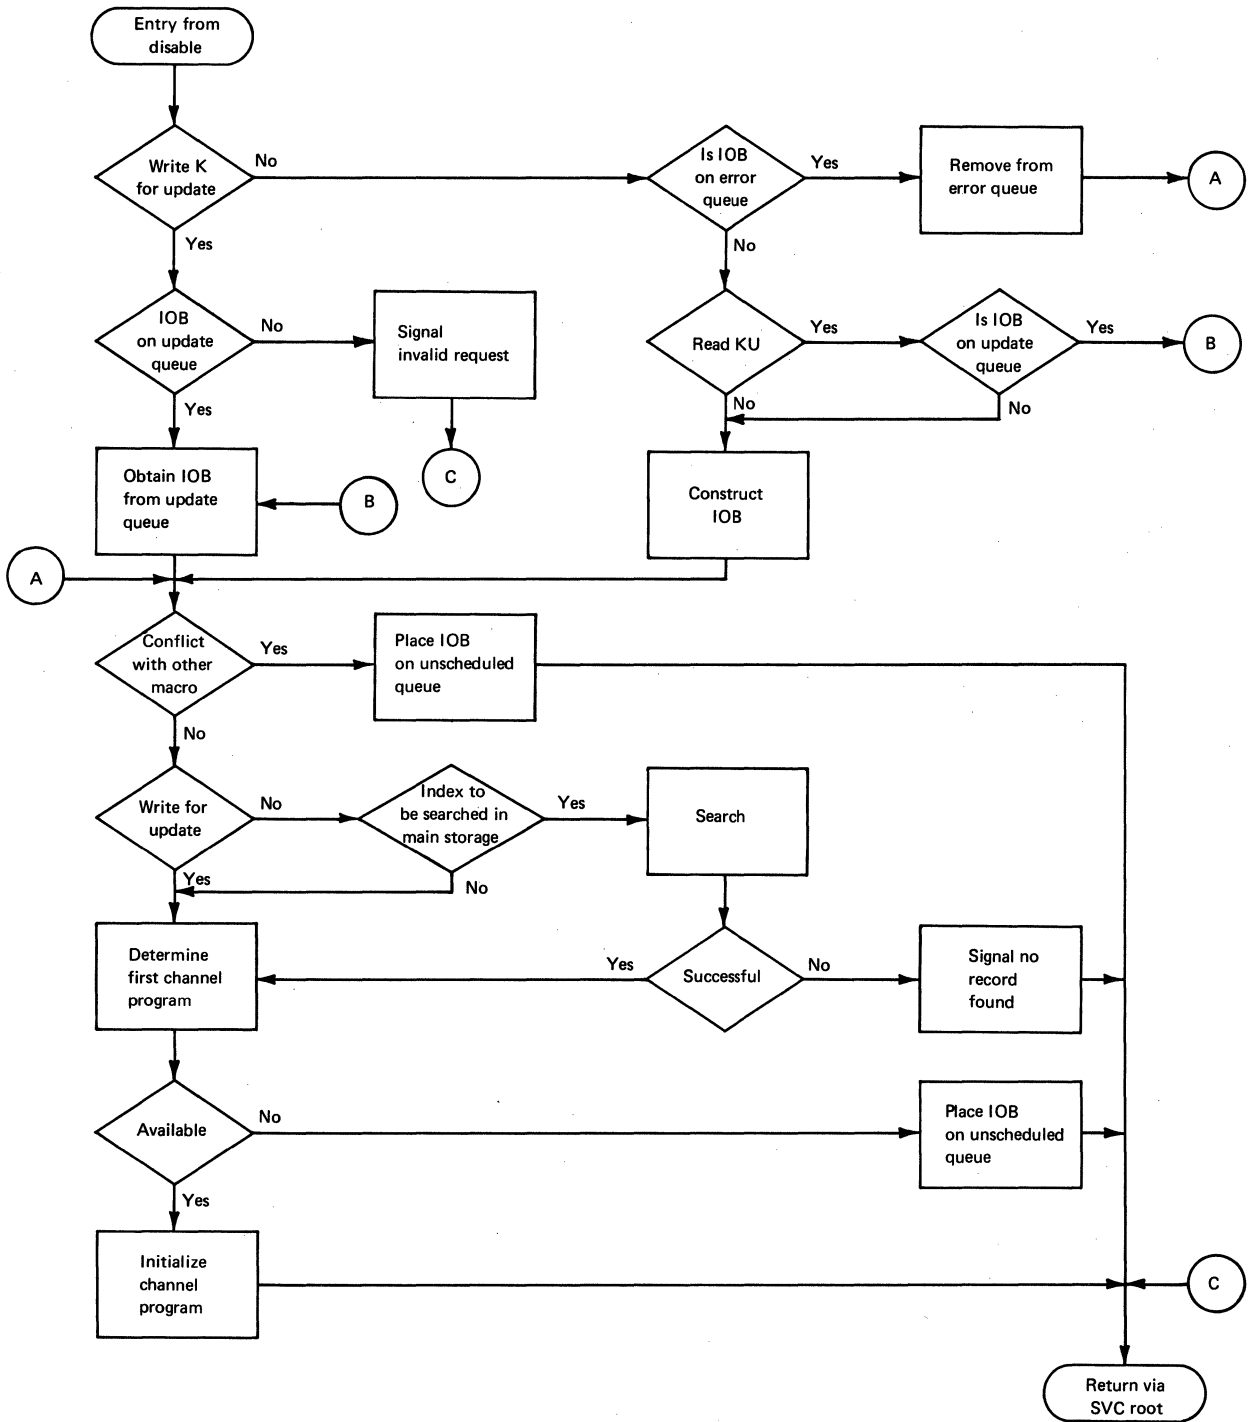 Entry from
disable
Write K
for update
No
Yes
Is IOB
on error
queue
Yes
No
Remove from
error queue
A
IOB
on update
queue
No
Yes
Signal
invalid request
C
Read KU
Yes
No
Is IOB
on update
queue
Yes
No
B
Obtain IOB
from update
queue
B
Construct
IOB
A
Conflict
with other
macro
Yes
No
Place IOB
on unscheduled
queue
Write for
update
No
Yes
Index to
be searched in
main storage
Yes
No
Search
Determine
first channel
program
Yes
Successful
No
Signal no
record
found
Available
No
Yes
Place IOB
on unscheduled
queue
Initialize
channel
program
C
Return via
SVC root